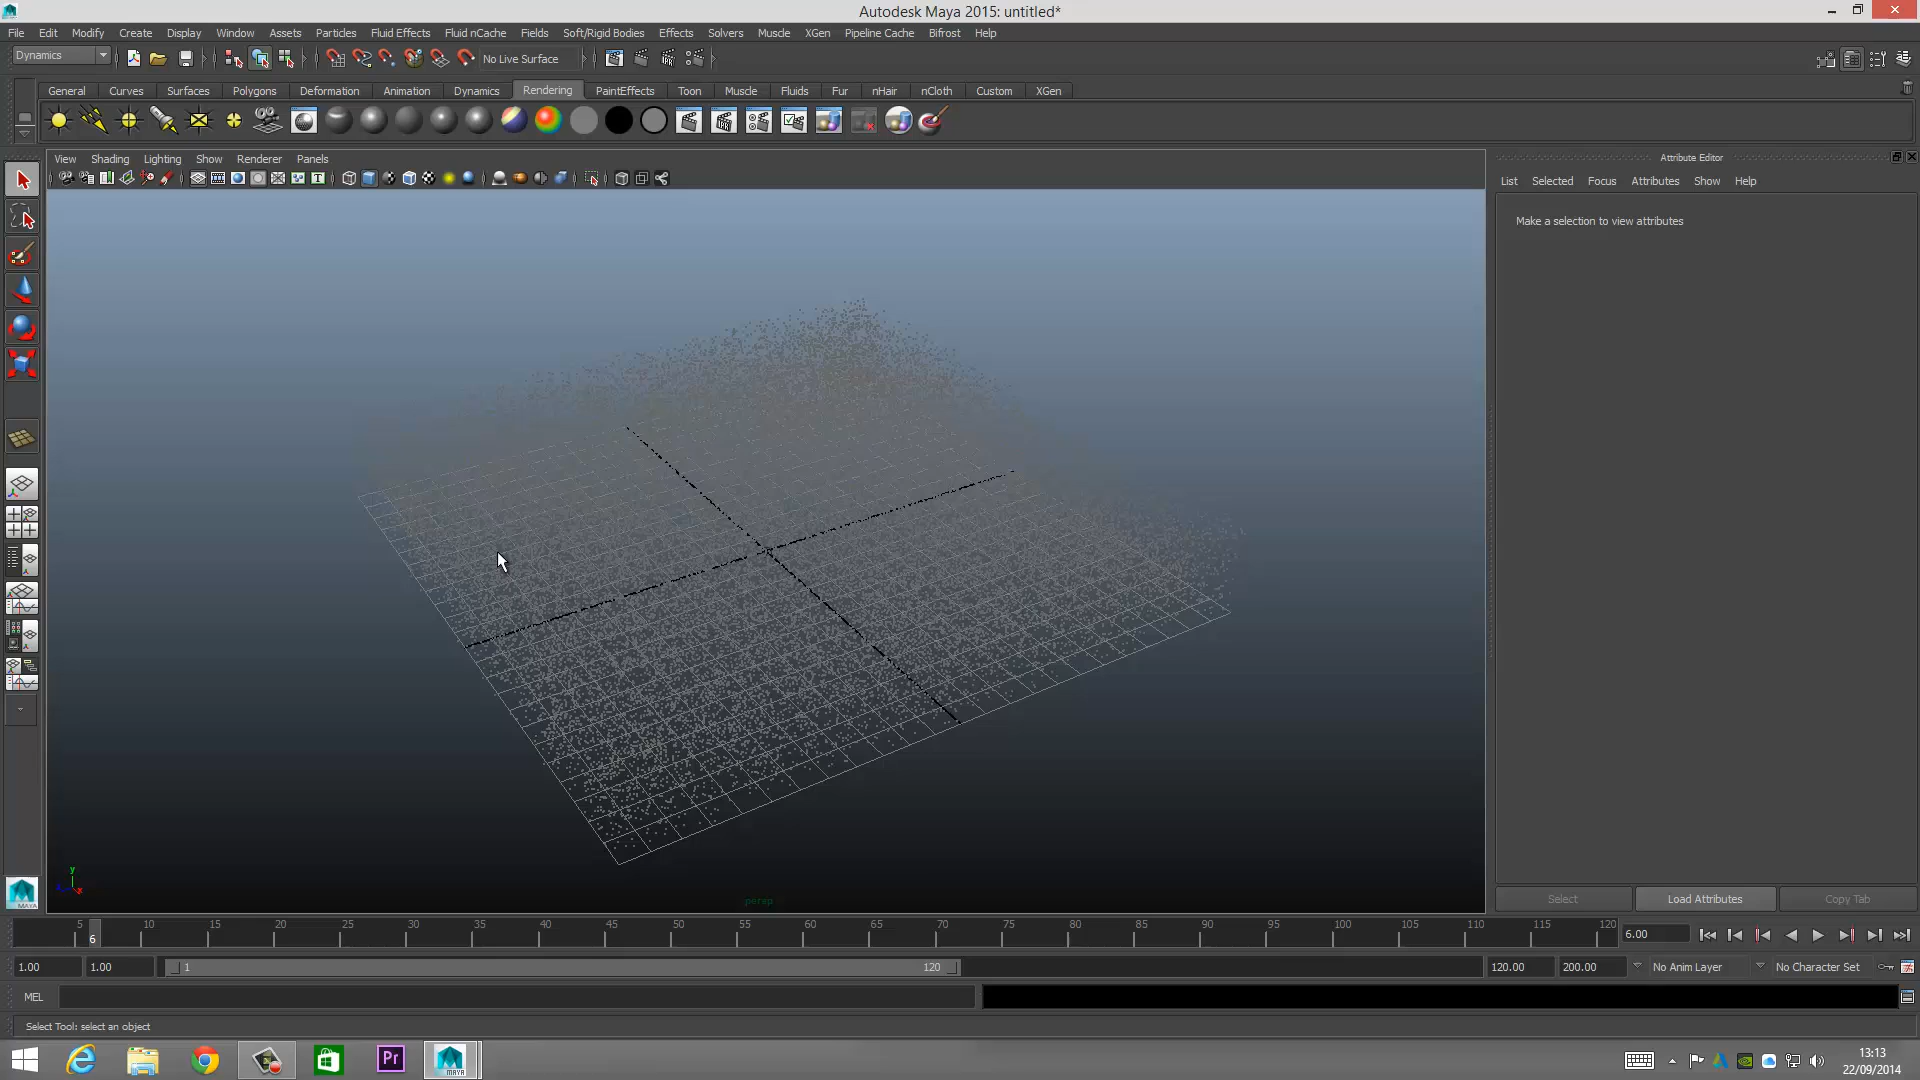 Autodesk Maya 2015: untitled*
File Edit Modify Create Display Window Assets Particles Fluid Effects Fluid nCache Fields Soft/Rigid Bodies Effects Solvers Muscle XGen Pipeline Cache Bifrost Help
Dynamics No Live Surface
General Curves Surfaces Polygons Deformation Animation Dynamics Rendering PaintEffects Toon Muscle Fluids Fur nHair nCloth Custom XGen
View Shading Lighting Show Renderer Panels
Attribute Editor
List Selected Focus Attributes Show Help
Make a selection to view attributes
y
x
persp
MAYA
Select Load Attributes Copy Tab
5 10 15 20 25 30 35 40 45 50 55 60 65 70 75 80 85 90 95 100 105 110 115 120
6 6.00
1.00 1.00 1 120 120.00 200.00 No Anim Layer No Character Set
MEL
Select Tool: select an object
Pr MAYA
13:13
22/09/2014